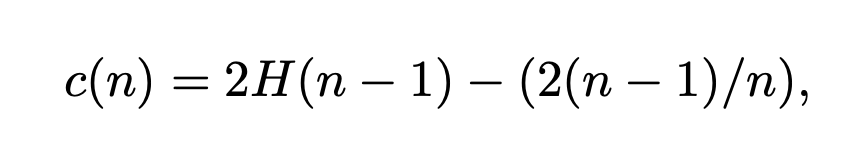 c(n) = 2H(n − 1) − (2(n − 1)/n),